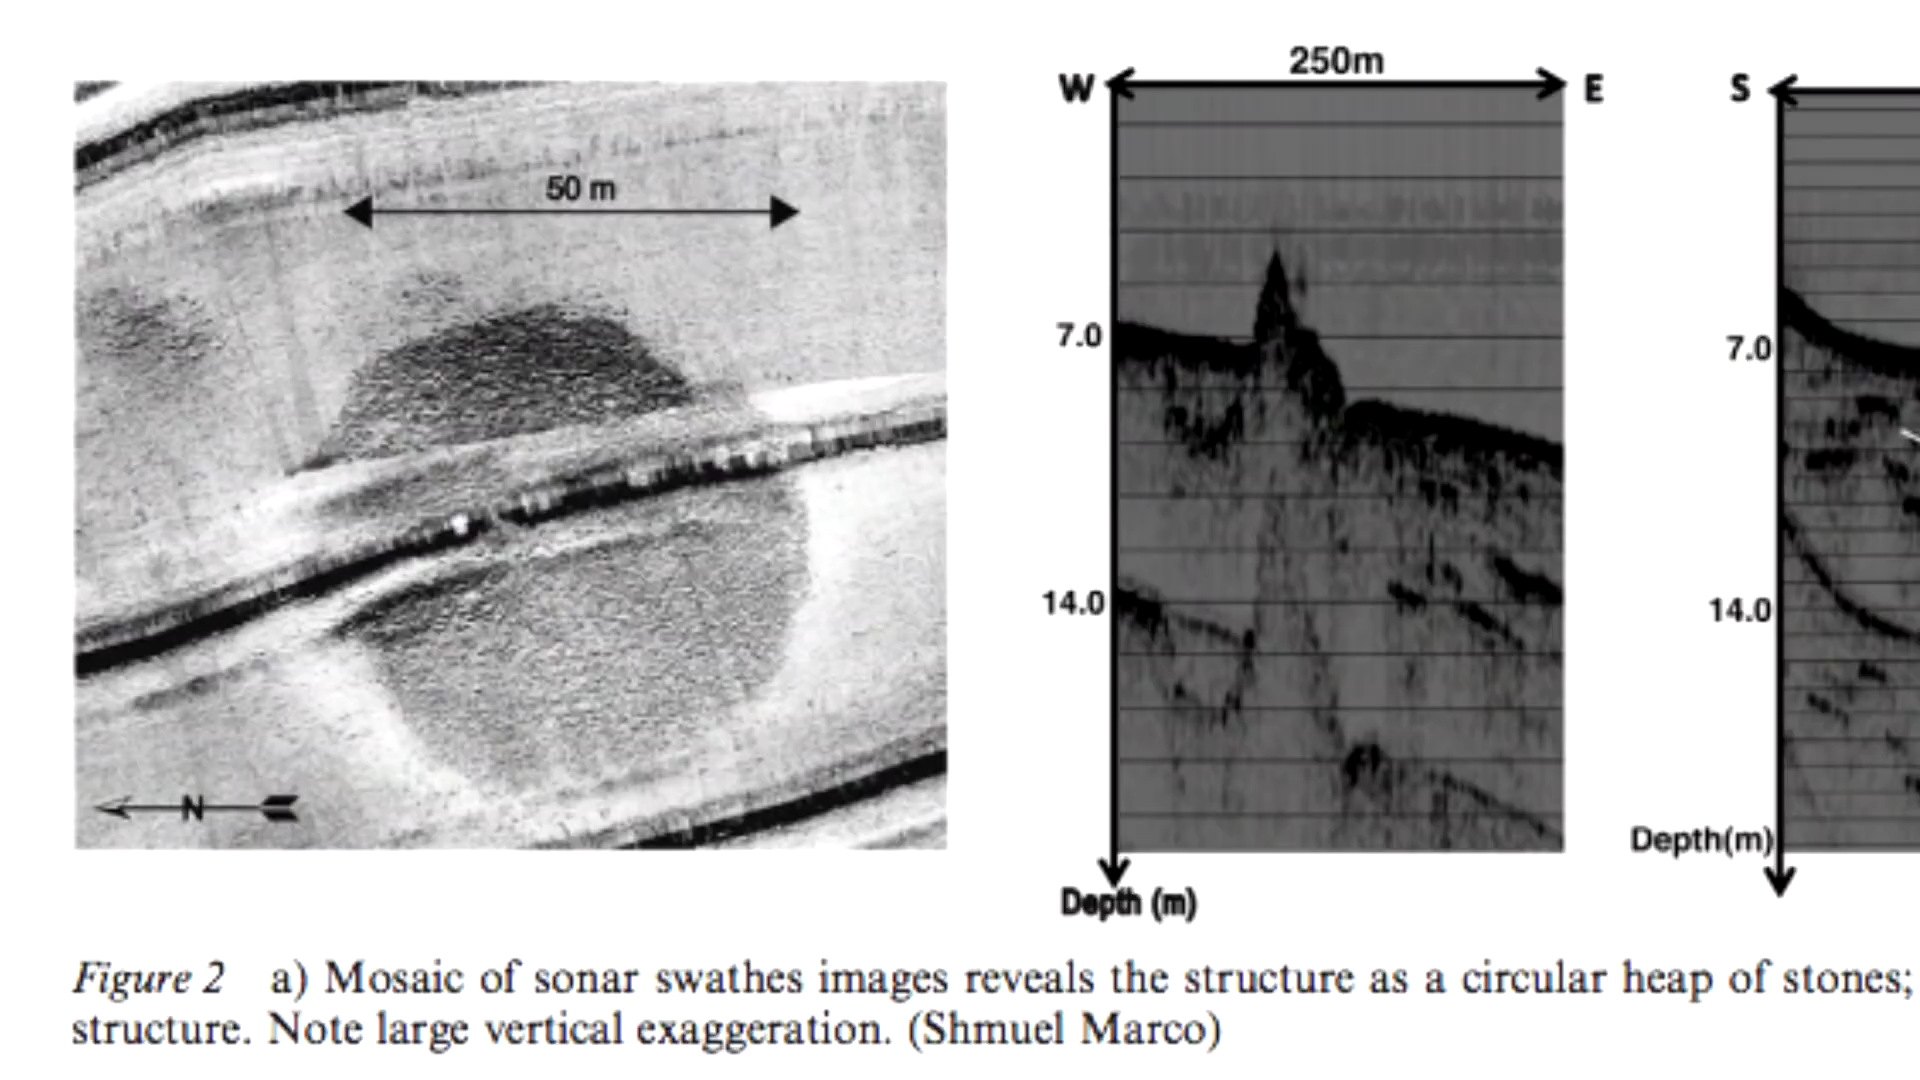 250m
W
E
S
50 m
7.0
7.0
14.0
14.0
N
Depth(m)
Depth (m)
Figure 2 a) Mosaic of sonar swathes images reveals the structure as a circular heap of stones;
structure. Note large vertical exaggeration. (Shmuel Marco)